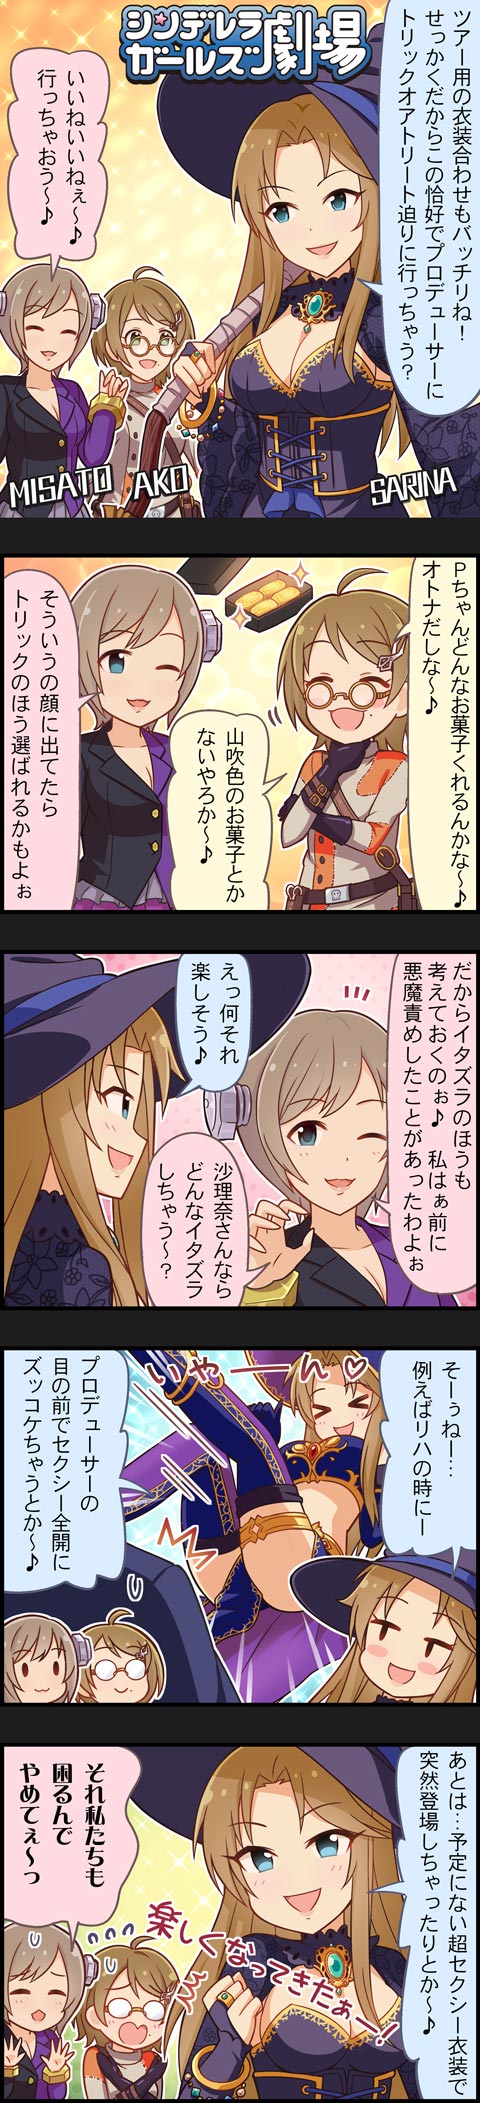 シンデレラ
ガールズ劇場
ツアー用の衣装合わせもバッチリね！
せっかくだからこの恰好でプロデューサーに
トリックオアトリート迫りに行っちゃう？
いいねいいねぇ～♪
行っちゃおう～♪
MISATO
AKO
SARINA
Pちゃんどんなお菓子くれるんかな～♪
オトナだしな～♪
山吹色のお菓子とか
ないやろか～♪
そういうの顔に出てたら
トリックのほう選ばれるかもよぉ
だからイタズラのほうも
考えておくのぉ♪　私はぁ前に
悪魔責めしたことがあったわよぉ
えっ何それ
楽しそう♪
沙理奈さんなら
どんなイタズラ
しちゃう～？
そーぅねー…
例えばリハの時にー
いやーーん♡
プロデューサーの
目の前でセクシー全開に
ズッコケちゃうとか～♪
あとは…予定にない超セクシー衣装で
突然登場しちゃったりとか～♪
楽しくなってきたぁー！
それ私たちも
困るんで
やめてぇ～っ